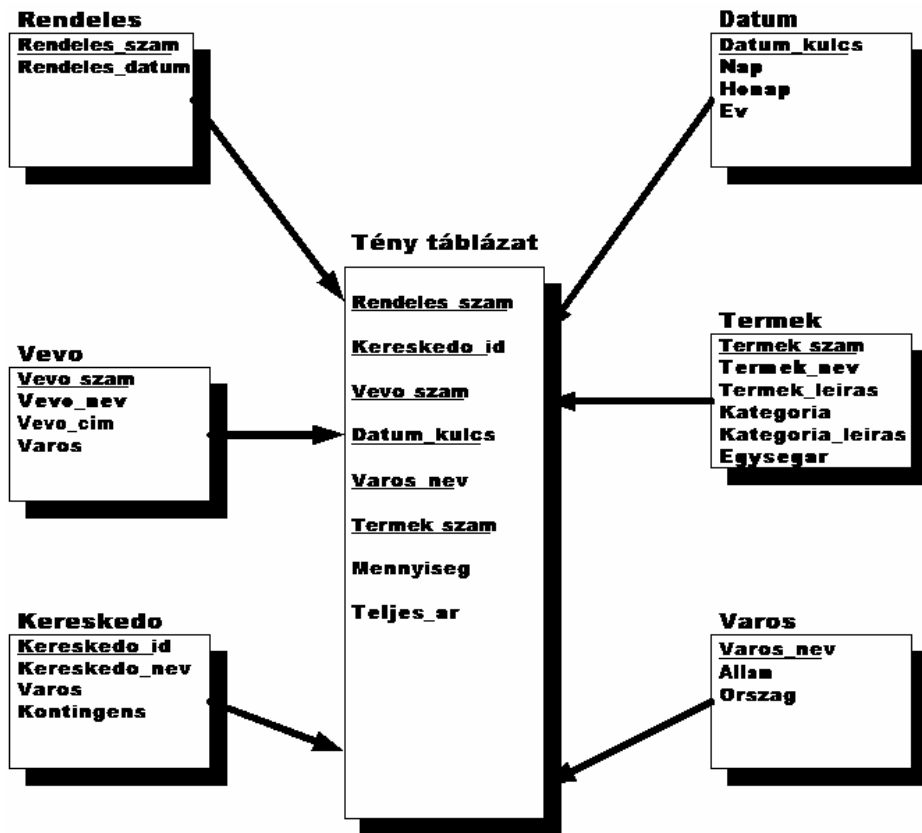 Rendeles
Rendeles_szam
Rendeles_datum
Datum
Datum_kulcs
Nap
Honap
Ev
Tény táblázat
Rendeles_szam
Kereskedo_id
Vevo_szam
Datum_kulcs
Varos_nev
Termek_szam
Mennyiseg
Teljes_ar
Vevo
Vevo_szam
Vevo_nev
Vevo_cim
Varos
Termek
Termek_szam
Termek_nev
Termek_leiras
Kategoria
Kategoria_leiras
Egysegar
Kereskedo
Kereskedo_id
Kereskedo_nev
Varos
Kontingens
Varos
Varos_nev
Allam
Orszag